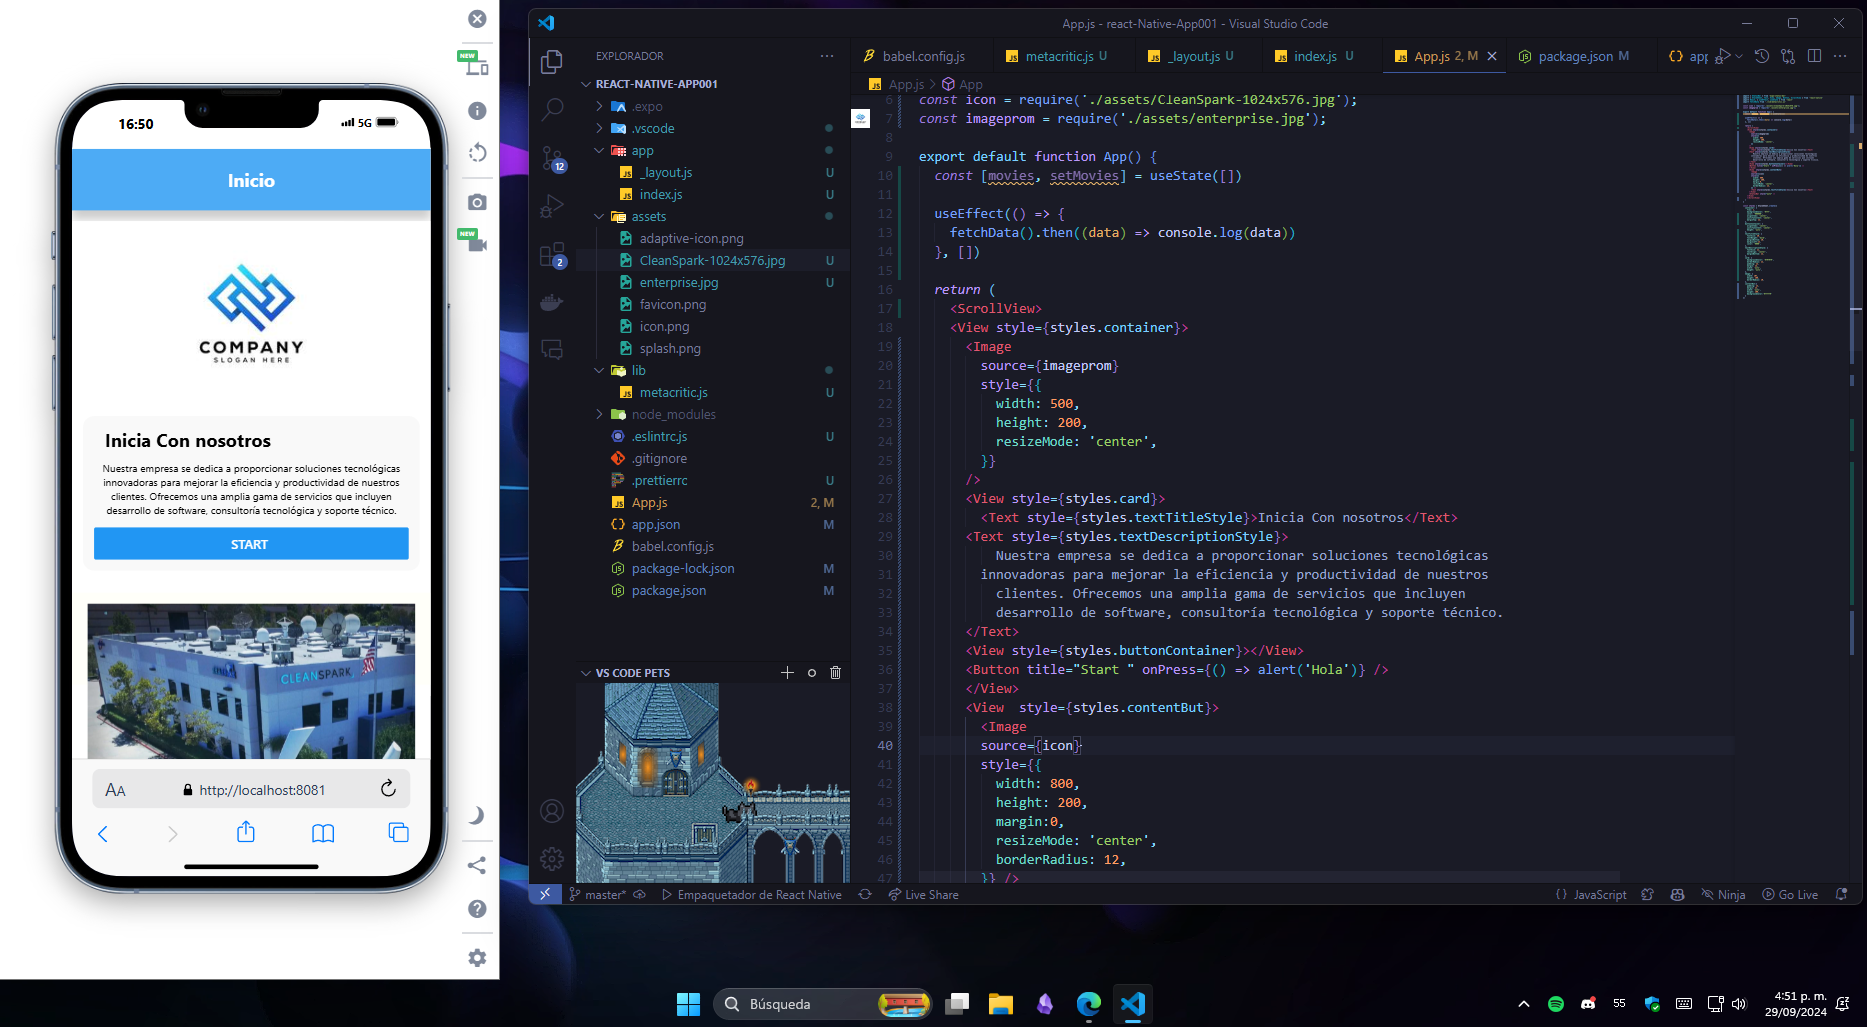 16:50
5G
Inicio
COMPANY
SLOGAN HERE
Inicia Con nosotros
Nuestra empresa se dedica a proporcionar soluciones tecnológicas
innovadoras para mejorar la eficiencia y productividad de nuestros
clientes. Ofrecemos una amplia gama de servicios que incluyen
desarrollo de software, consultoría tecnológica y soporte técnico.
START
CLEANSPARK
AA http://localhost:8081
NEW
NEW
App.js - react-Native-App001 - Visual Studio Code
12
2
EXPLORADOR
REACT-NATIVE-APP001
.expo
.vscode
app
_layout.js U
index.js U
assets
adaptive-icon.png
CleanSpark-1024x576.jpg U
enterprise.jpg U
favicon.png
icon.png
splash.png
lib
metacritic.js U
node_modules
.eslintrc.js U
.gitignore
.prettierrc U
App.js 2, M
app.json M
babel.config.js
package-lock.json M
package.json M
VS CODE PETS
babel.config.js metacritic.js U _layout.js U index.js U App.js 2, M package.json M app
App.js > App
6 const icon = require('./assets/CleanSpark-1024x576.jpg');
7 const imageprom = require('./assets/enterprise.jpg');
8
9 export default function App() {
10 const [movies, setMovies] = useState([])
11
12 useEffect(() => {
13 fetchData().then((data) => console.log(data))
14 }, [])
15
16 return (
17 <ScrollView>
18 <View style={styles.container}>
19 <Image
20 source={imageprom}
21 style={{
22 width: 500,
23 height: 200,
24 resizeMode: 'center',
25 }}
26 />
27 <View style={styles.card}>
28 <Text style={styles.textTitleStyle}>Inicia Con nosotros</Text>
29 <Text style={styles.textDescriptionStyle}>
30 Nuestra empresa se dedica a proporcionar soluciones tecnológicas
31 innovadoras para mejorar la eficiencia y productividad de nuestros
32 clientes. Ofrecemos una amplia gama de servicios que incluyen
33 desarrollo de software, consultoría tecnológica y soporte técnico.
34 </Text>
35 <View style={styles.buttonContainer}></View>
36 <Button title="Start " onPress={() => alert('Hola')} />
37 </View>
38 <View  style={styles.contentBut}>
39 <Image
40 source={icon}
41 style={{
42 width: 800,
43 height: 200,
44 margin:0,
45 resizeMode: 'center',
46 borderRadius: 12,
47 }} />
master* Empaquetador de React Native Live Share {} JavaScript Ninja Go Live
Búsqueda
55
4:51 p. m.
29/09/2024